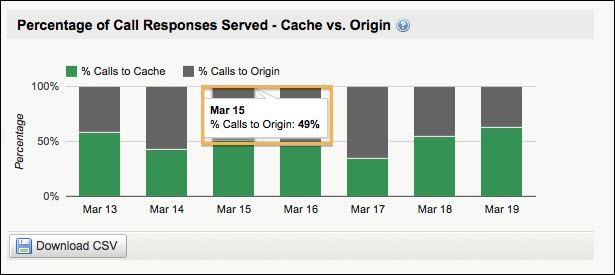 Percentage of Call Responses Served - Cache vs. Origin ?
% Calls to Cache % Calls to Origin
100%
Mar 15
% Calls to Origin: 49%
50%
0%
Percentage
Mar 13 Mar 14 Mar 15 Mar 16 Mar 17 Mar 18 Mar 19
Download CSV